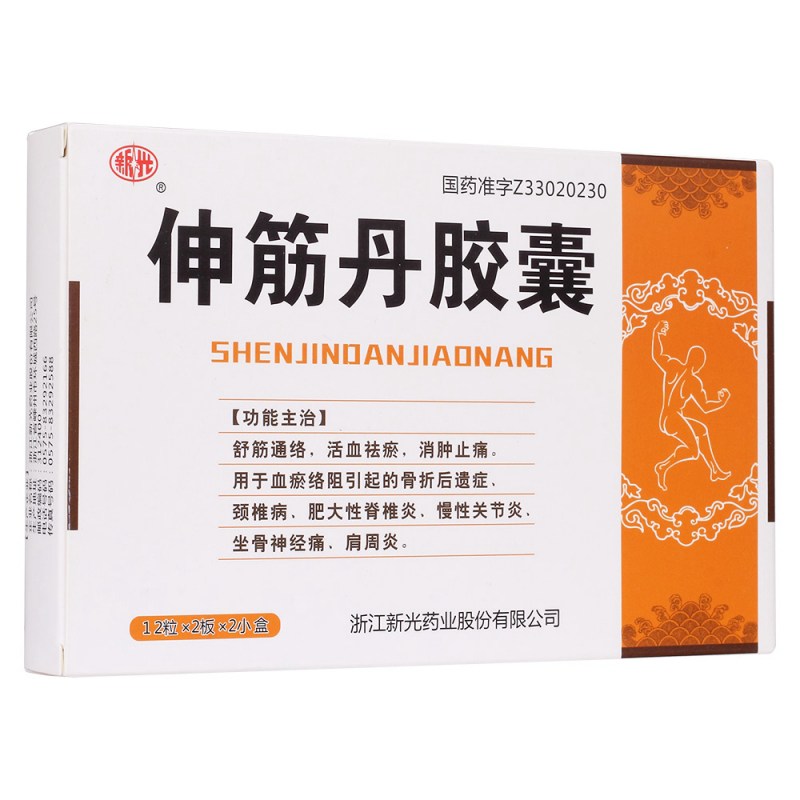 新光
®
国药准字Z33020230
伸筋丹胶囊
SHENJINDANJIAONANG
【功能主治】
舒筋通络，活血祛瘀，消肿止痛。
用于血瘀络阻引起的骨折后遗症、
颈椎病、肥大性脊椎炎、慢性关节炎、
坐骨神经痛、肩周炎。
12粒×2板×2小盒
浙江新光药业股份有限公司
0575-83292166
0575-83292588